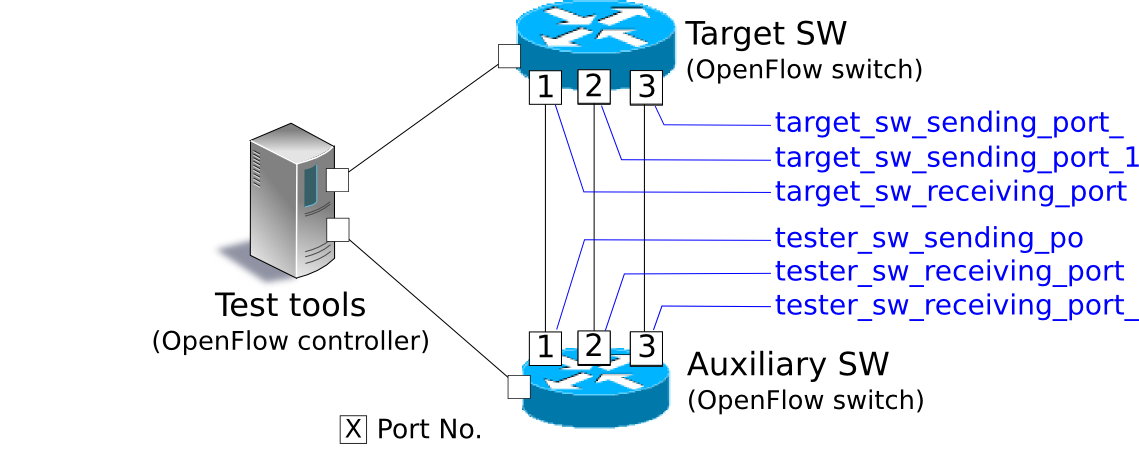 Target SW
(OpenFlow switch)
1 2 3
target_sw_sending_port_
target_sw_sending_port_1
target_sw_receiving_port
tester_sw_sending_po
tester_sw_receiving_port
tester_sw_receiving_port_
Test tools
(OpenFlow controller)
1 2 3
Auxiliary SW
(OpenFlow switch)
X Port No.